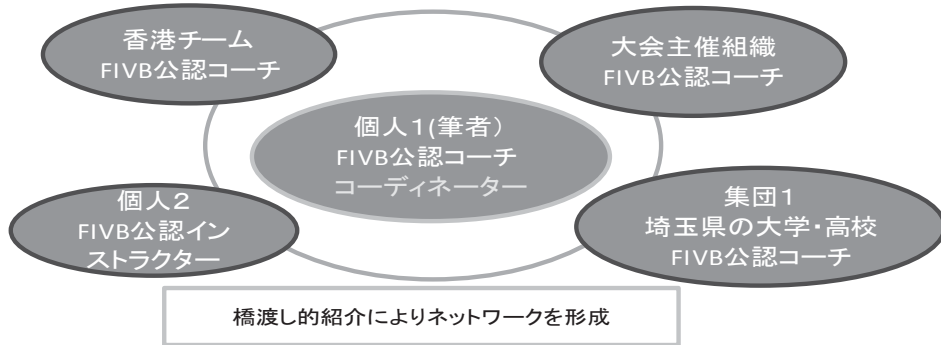 香港チーム
FIVB公認コーチ
大会主催組織
FIVB公認コーチ
個人１(筆者）
FIVB公認コーチ
コーディネーター
個人２
FIVB公認イン
ストラクター
集団１
埼玉県の大学・高校
FIVB公認コーチ
橋渡し的紹介によりネットワークを形成